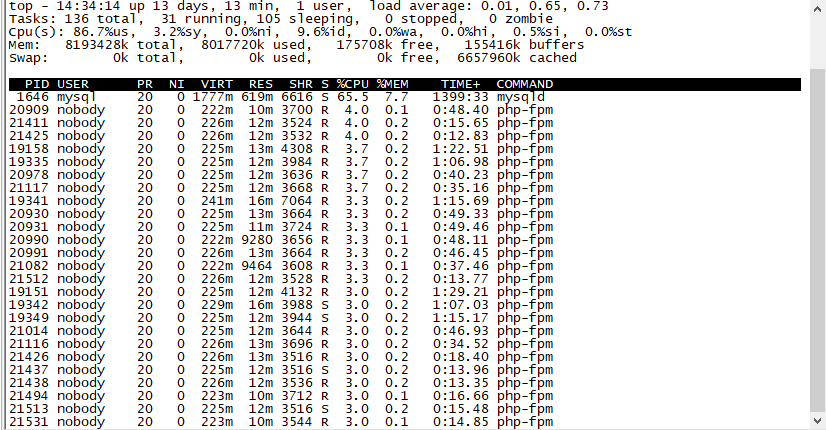 top - 14:34:14 up 13 days, 13 min,  1 user,  load average: 0.01, 0.65, 0.73
Tasks: 136 total,  31 running, 105 sleeping,   0 stopped,   0 zombie
Cpu(s): 86.7%us,  3.2%sy,  0.0%ni,  9.6%id,  0.0%wa,  0.0%hi,  0.5%si,  0.0%st
Mem:   8193428k total,  8017720k used,   175708k free,   155416k buffers
Swap:        0k total,        0k used,        0k free,  6657960k cached
PID USER      PR  NI  VIRT  RES  SHR S %CPU %MEM    TIME+  COMMAND
1646 mysql     20   0 1777m 619m 6616 S 65.5  7.7   1399:33 mysqld
20909 nobody    20   0  222m  10m 3700 R  4.0  0.1   0:48.40 php-fpm
21411 nobody    20   0  226m  12m 3524 R  4.0  0.2   0:15.65 php-fpm
21425 nobody    20   0  226m  12m 3532 R  4.0  0.2   0:12.83 php-fpm
19158 nobody    20   0  225m  13m 4308 R  3.7  0.2   1:22.51 php-fpm
19335 nobody    20   0  225m  12m 3984 R  3.7  0.2   1:06.98 php-fpm
20978 nobody    20   0  225m  12m 3636 R  3.7  0.2   0:40.23 php-fpm
21117 nobody    20   0  225m  12m 3668 R  3.7  0.2   0:35.16 php-fpm
19341 nobody    20   0  241m  16m 7064 R  3.3  0.2   1:15.69 php-fpm
20930 nobody    20   0  225m  13m 3664 R  3.3  0.2   0:49.33 php-fpm
20931 nobody    20   0  225m  11m 3724 R  3.3  0.1   0:49.46 php-fpm
20990 nobody    20   0  222m 9280 3656 R  3.3  0.1   0:48.11 php-fpm
20991 nobody    20   0  226m  13m 3664 R  3.3  0.2   0:46.45 php-fpm
21082 nobody    20   0  222m 9464 3608 R  3.3  0.1   0:37.46 php-fpm
21512 nobody    20   0  226m  12m 3528 R  3.3  0.2   0:13.77 php-fpm
19151 nobody    20   0  225m  12m 4132 R  3.0  0.2   1:29.21 php-fpm
19342 nobody    20   0  229m  16m 3988 S  3.0  0.2   1:07.03 php-fpm
19349 nobody    20   0  225m  12m 3944 S  3.0  0.2   1:15.17 php-fpm
21014 nobody    20   0  225m  12m 3644 R  3.0  0.2   0:46.93 php-fpm
21116 nobody    20   0  226m  13m 3696 R  3.0  0.2   0:34.52 php-fpm
21426 nobody    20   0  226m  13m 3516 R  3.0  0.2   0:18.40 php-fpm
21437 nobody    20   0  225m  12m 3516 S  3.0  0.2   0:13.96 php-fpm
21438 nobody    20   0  226m  12m 3536 R  3.0  0.2   0:13.35 php-fpm
21494 nobody    20   0  223m  10m 3712 R  3.0  0.1   0:16.66 php-fpm
21513 nobody    20   0  225m  12m 3516 S  3.0  0.2   0:15.48 php-fpm
21531 nobody    20   0  223m  10m 3544 R  3.0  0.1   0:14.85 php-fpm